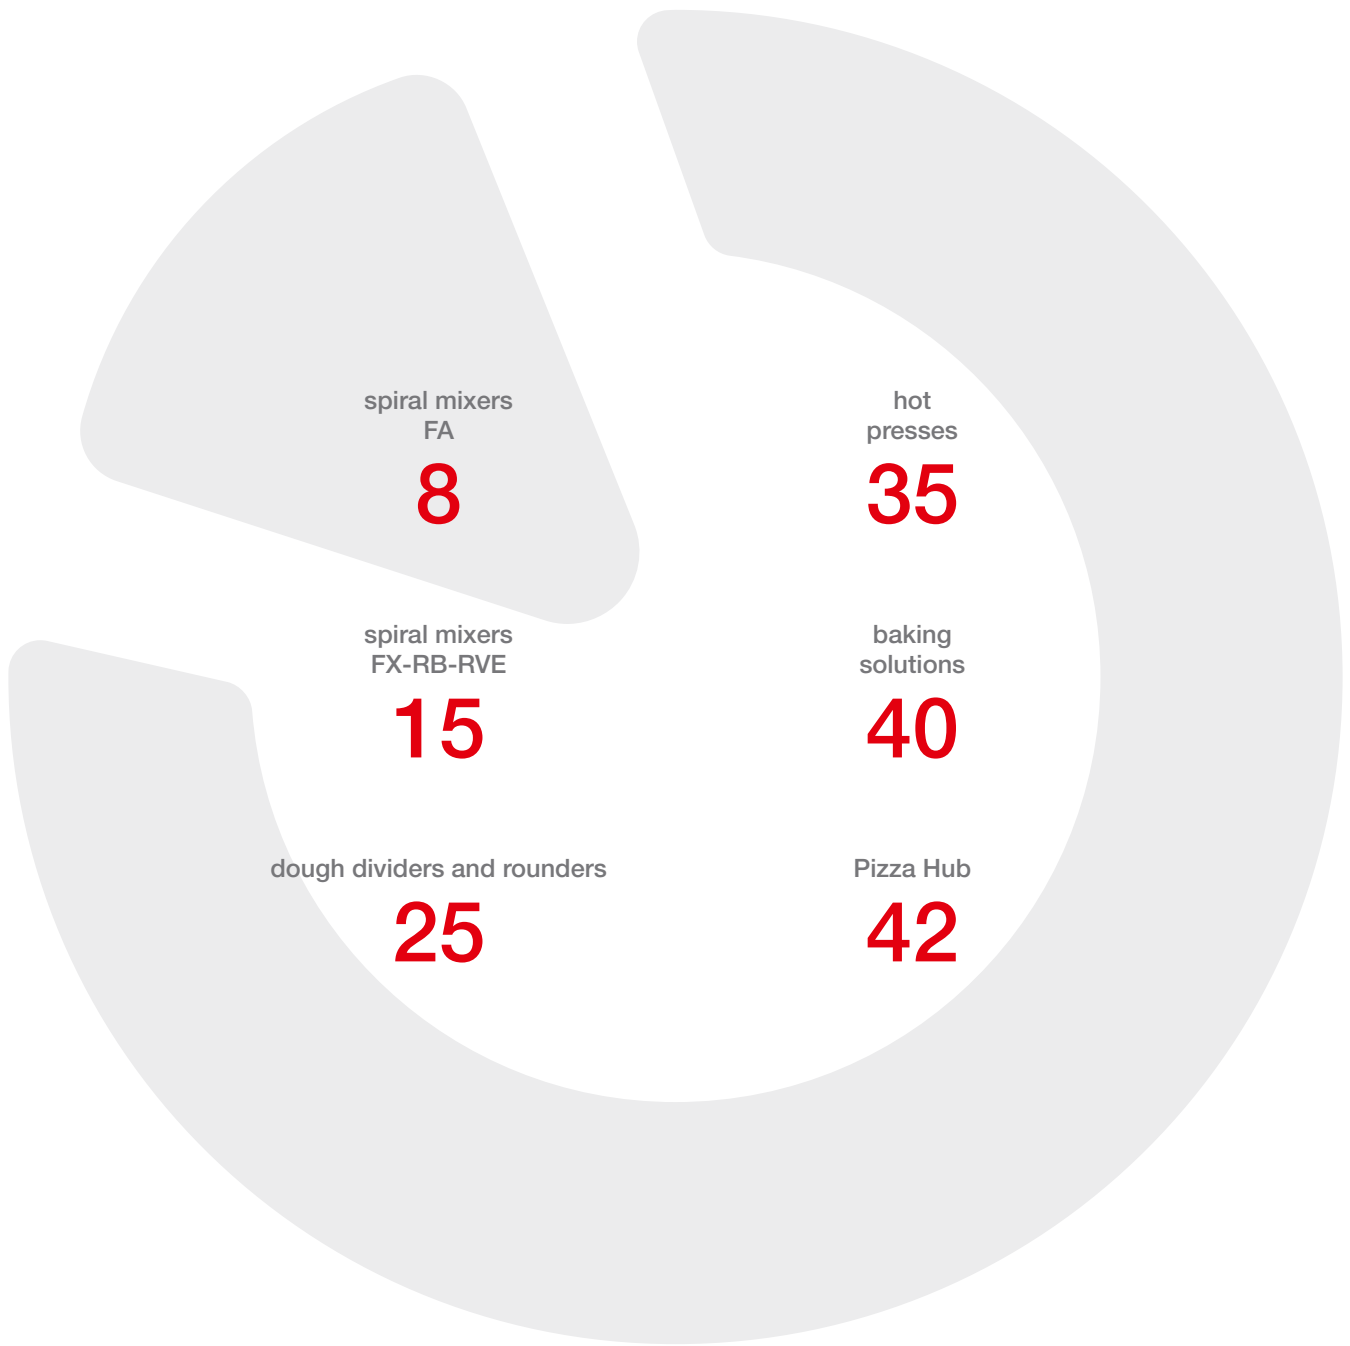 spiral mixers
FA
8
spiral mixers
FX-RB-RVE
15
dough dividers and rounders
25
hot
presses
35
baking
solutions
40
Pizza Hub
42